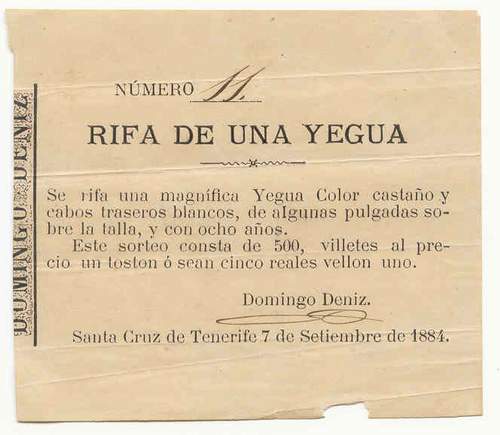 NÚMERO 11.
RIFA DE UNA YEGUA
Se rifa una magnífica Yegua Color castaño y
cabos traseros blancos, de algunas pulgadas so-
bre la talla, y con ocho años.
Este sorteo consta de 500, villetes al pre-
cio un toston ó sean cinco reales vellon uno.
Domingo Deniz.
Santa Cruz de Tenerife 7 de Setiembre de 1884.
DOMINGO DENIZ